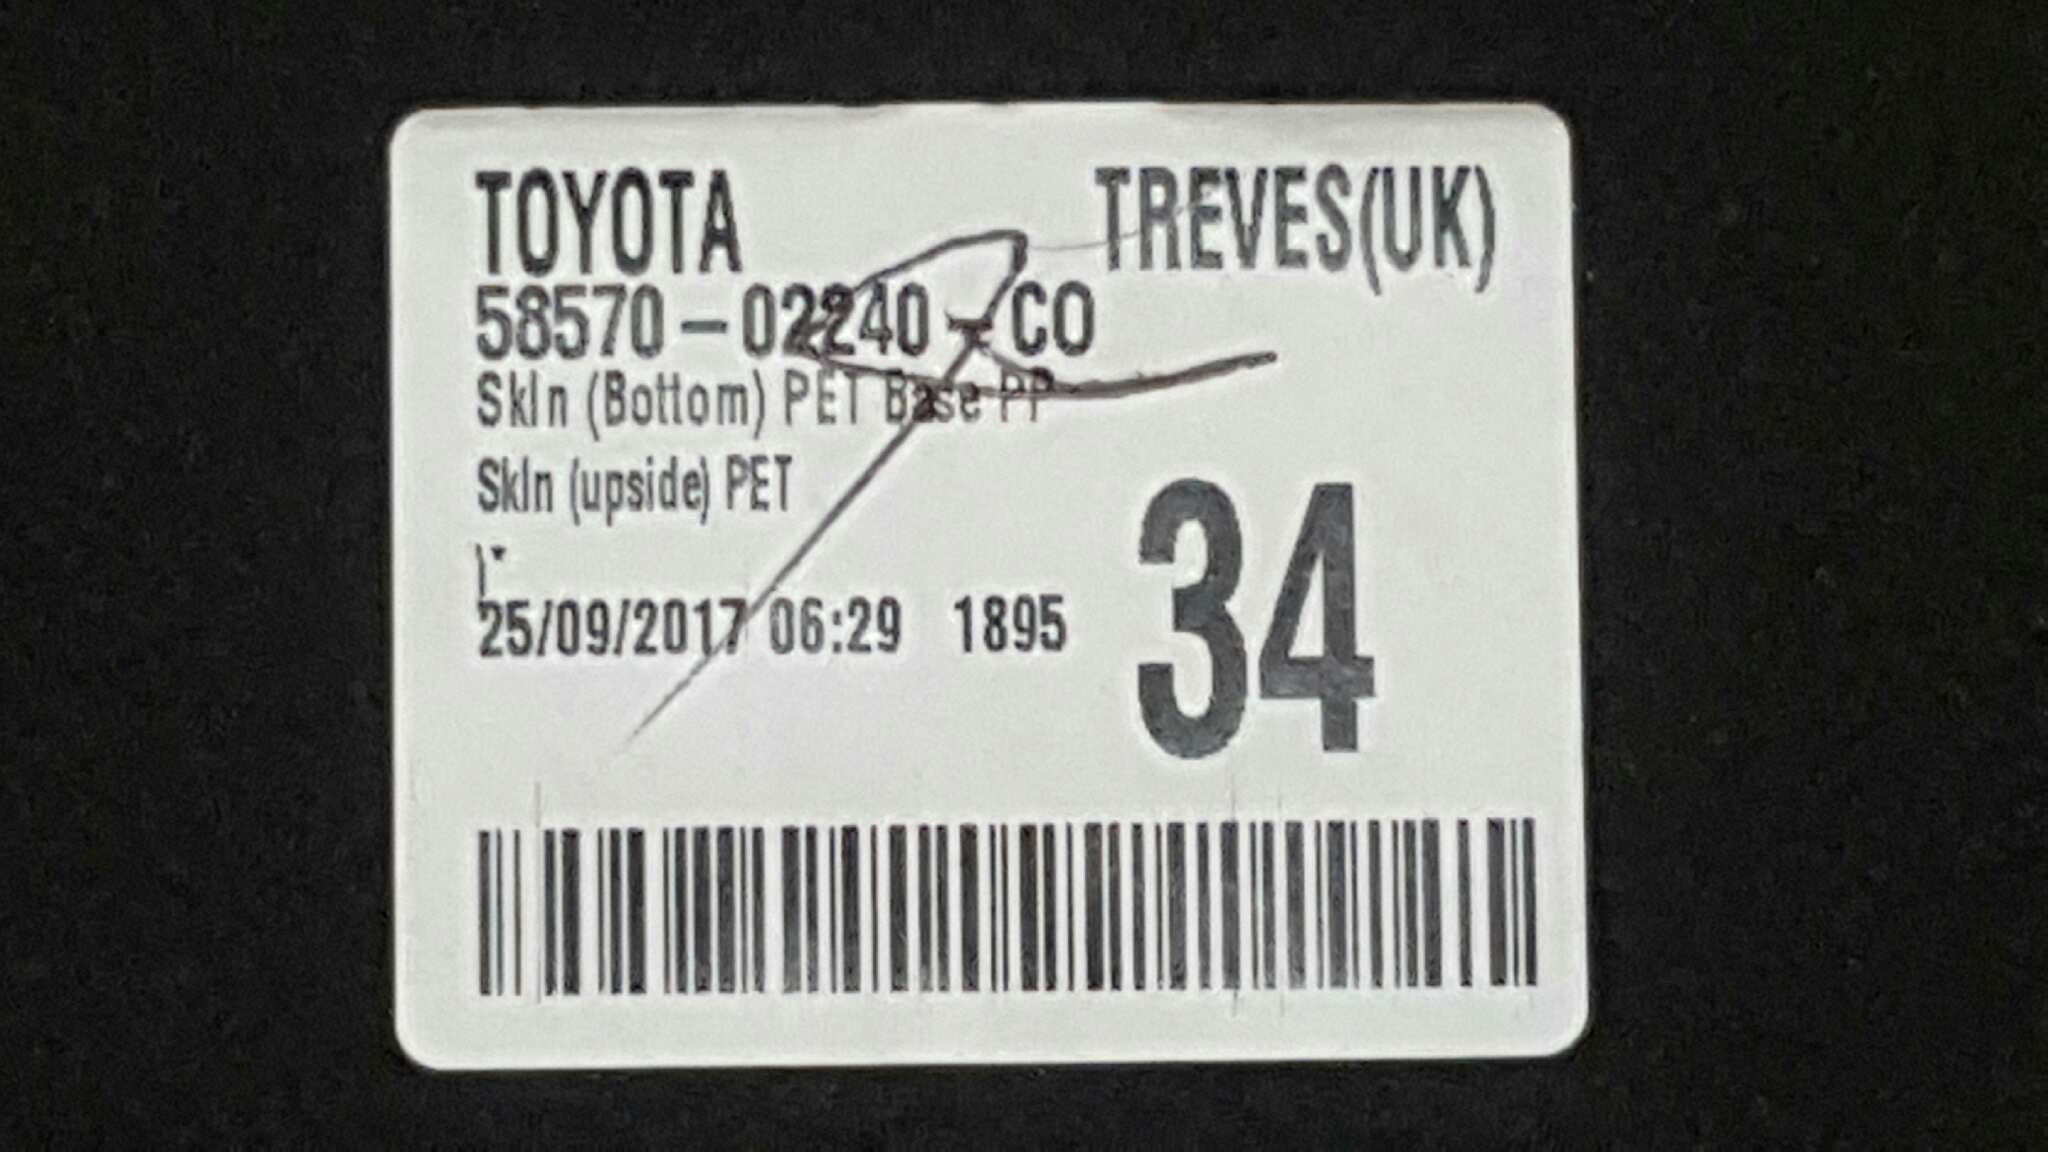 TOYOTA TREVES(UK)
58570-02240-CO
SkIn (Bottom) PET Base PP
SkIn (upside) PET
34
25/09/2017 06:29 1895